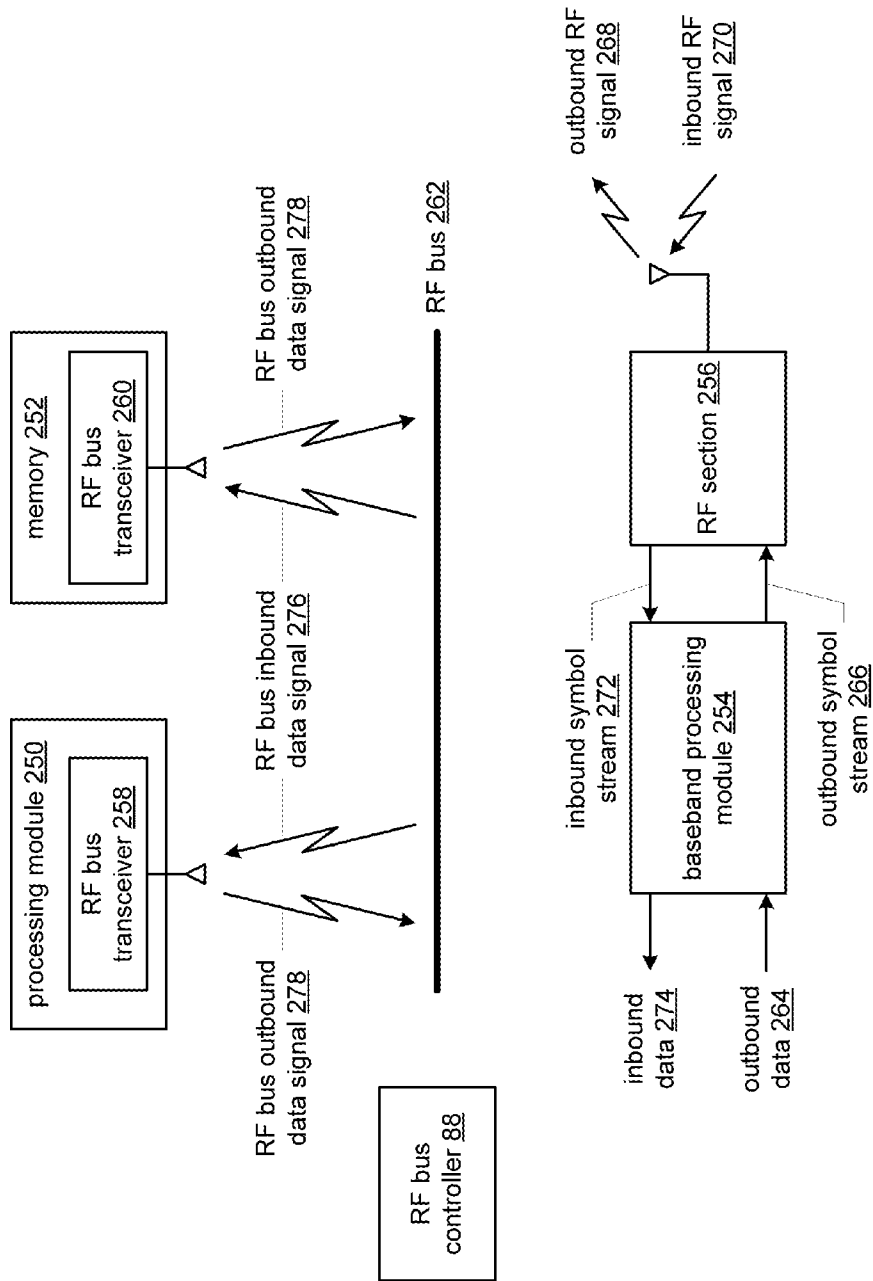 processing module 250
RF bus
transceiver 258
memory 252
RF bus
transceiver 260
RF bus outbound
data signal 278
RF bus inbound
data signal 276
RF bus outbound
data signal 278
RF bus controller 88
RF bus 262
inbound
data 274
outbound
data 264
baseband processing
module 254
inbound symbol
stream 272
outbound symbol
stream 266
RF section 256
outbound RF
signal 268
inbound RF
signal 270